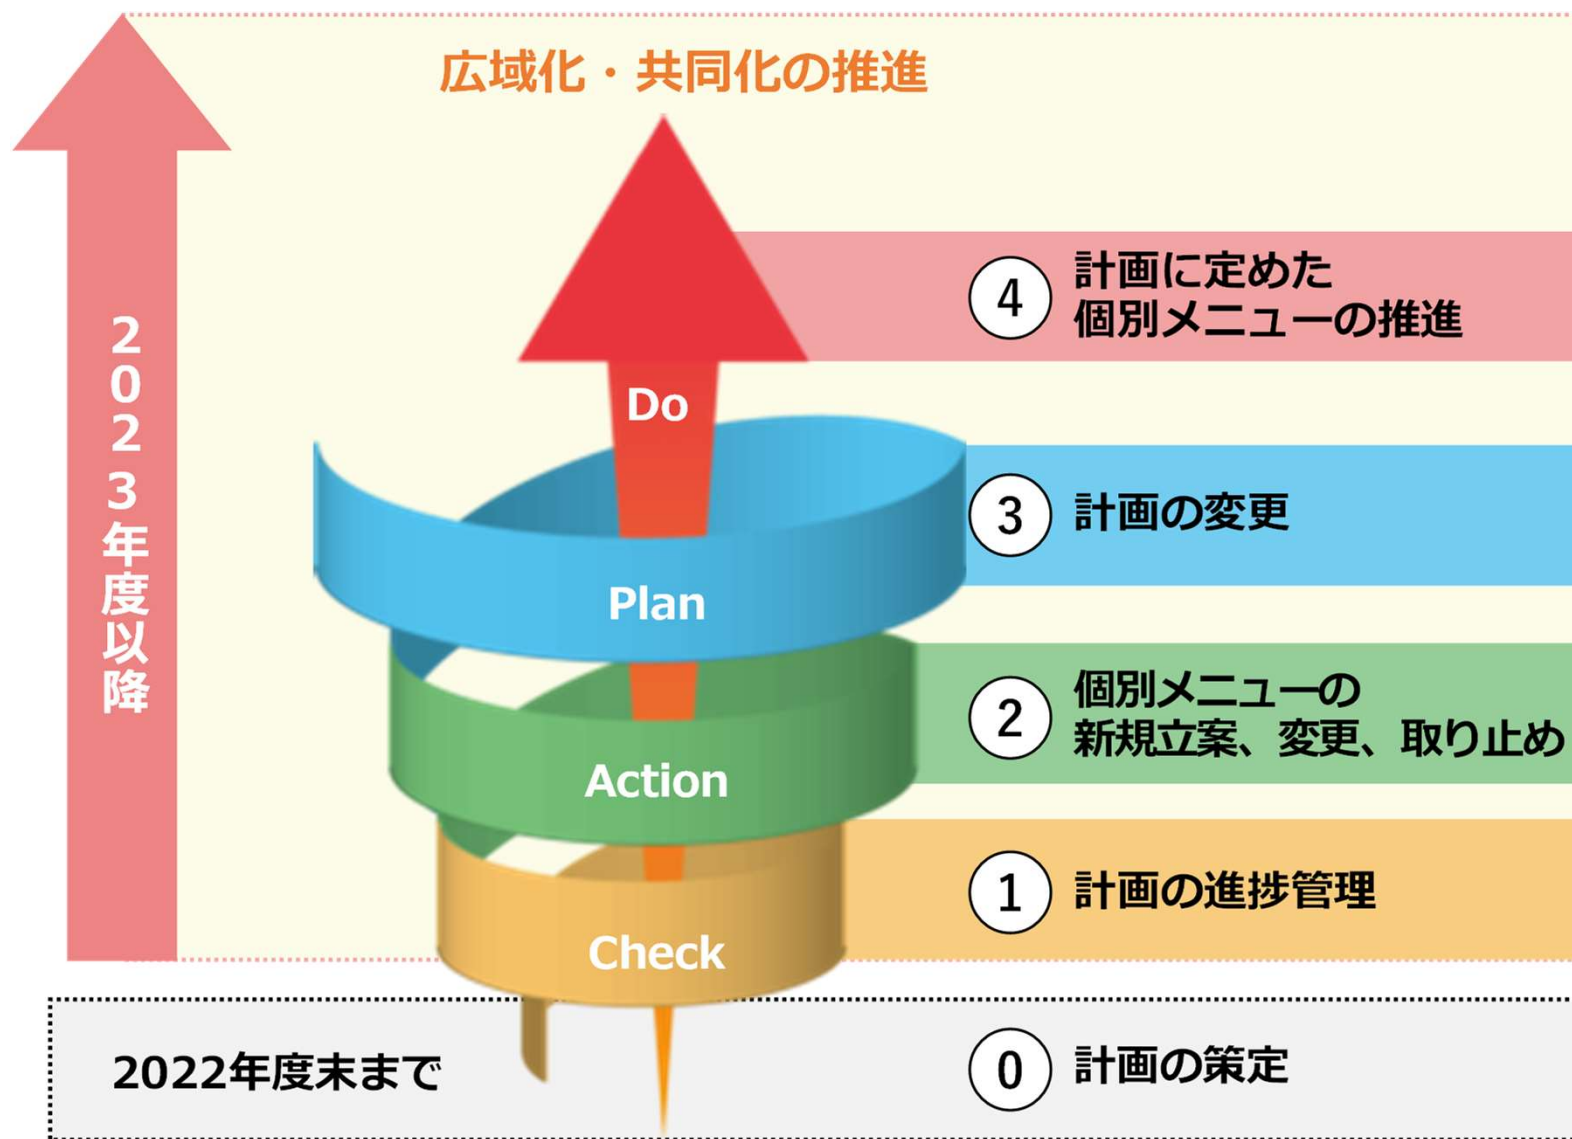 広域化・共同化の推進
2023年度以降
Do
④ 計画に定めた
個別メニューの推進
Plan
③ 計画の変更
Action
② 個別メニューの
新規立案、変更、取り止め
Check
① 計画の進捗管理
2022年度末まで
⓪ 計画の策定